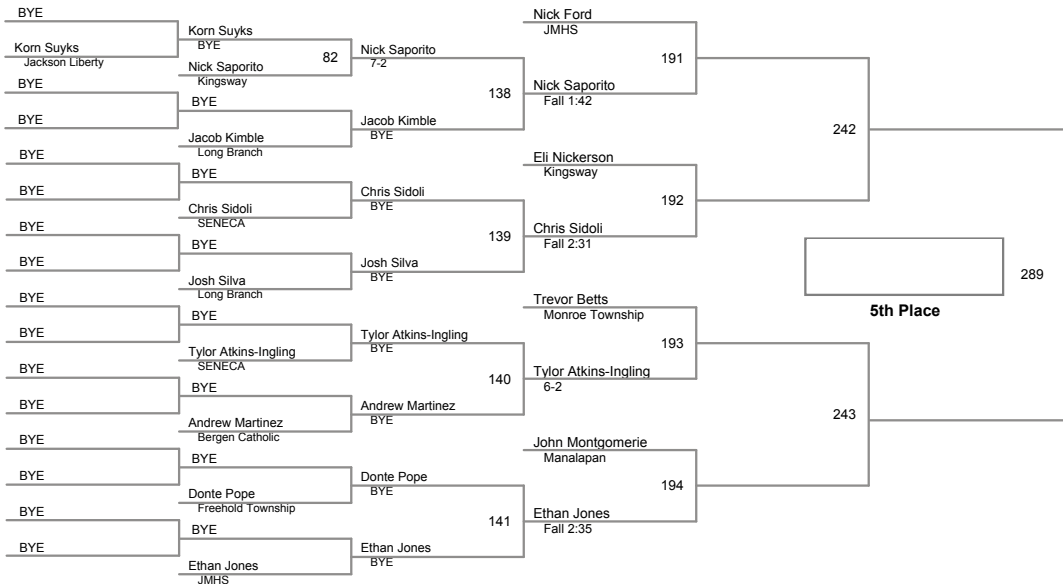 BYE
Korn Suyks
Jackson Liberty
BYE
BYE
BYE
BYE
BYE
BYE
BYE
BYE
BYE
BYE
BYE
BYE
BYE
BYE
Korn Suyks
BYE
82
Nick Saporito
Kingsway
BYE
Jacob Kimble
Long Branch
BYE
Chris Sidoli
SENECA
BYE
Josh Silva
Long Branch
BYE
Tylor Atkins-Ingling
SENECA
BYE
Andrew Martinez
Bergen Catholic
BYE
Donte Pope
Freehold Township
BYE
Ethan Jones
JMHS
Nick Saporito
7-2
138
Jacob Kimble
BYE
Chris Sidoli
BYE
139
Josh Silva
BYE
Tylor Atkins-Ingling
BYE
140
Andrew Martinez
BYE
Donte Pope
BYE
141
Ethan Jones
BYE
Nick Ford
JMHS
191
Nick Saporito
Fall 1:42
Eli Nickerson
Kingsway
192
Chris Sidoli
Fall 2:31
Trevor Betts
Monroe Township
193
Tylor Atkins-Ingling
6-2
John Montgomerie
Manalapan
194
Ethan Jones
Fall 2:35
242
243
289
5th Place